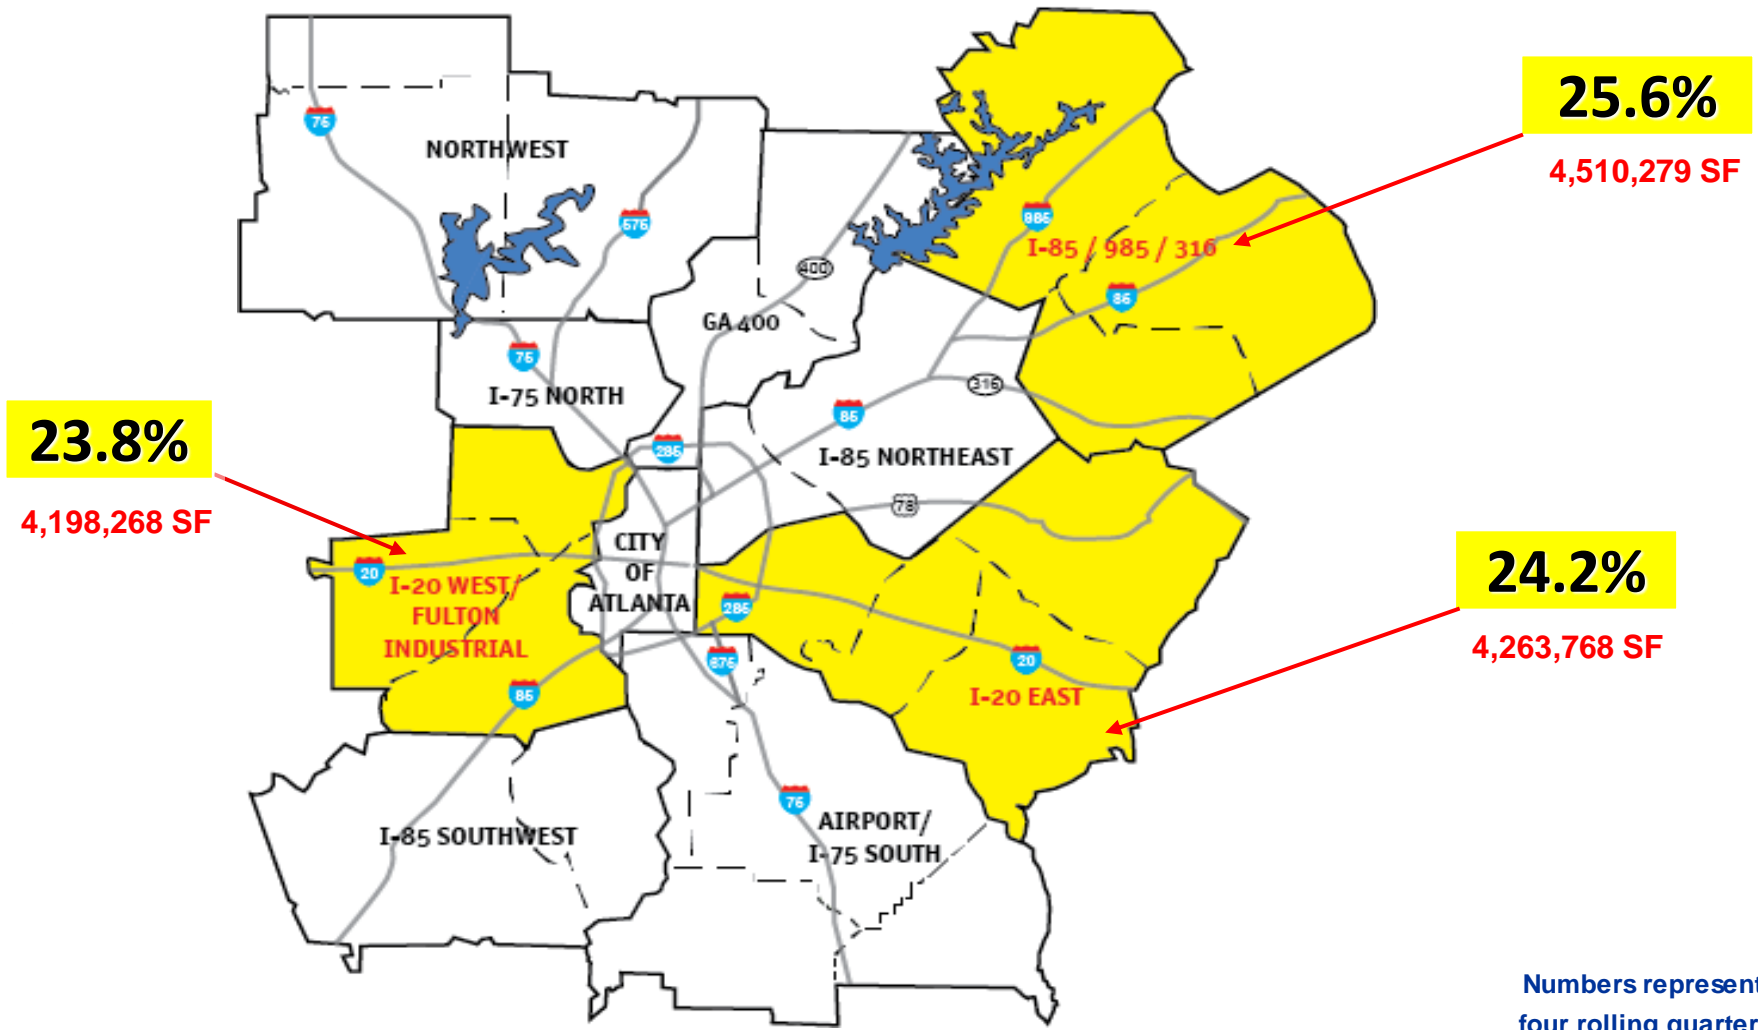 25.6%
4,510,279 SF
75
NORTHWEST
575
985
I-85 / 985 / 316
400
85
GA 400
75
I-75 NORTH
316
85
23.8%
4,198,268 SF
285
I-85 NORTHEAST
78
CITY
OF
ATLANTA
20
I-20 WEST/
FULTON
INDUSTRIAL
285
24.2%
4,263,768 SF
675
20
I-20 EAST
85
75
I-85 SOUTHWEST
AIRPORT/
I-75 SOUTH
Numbers represent
four rolling quarter